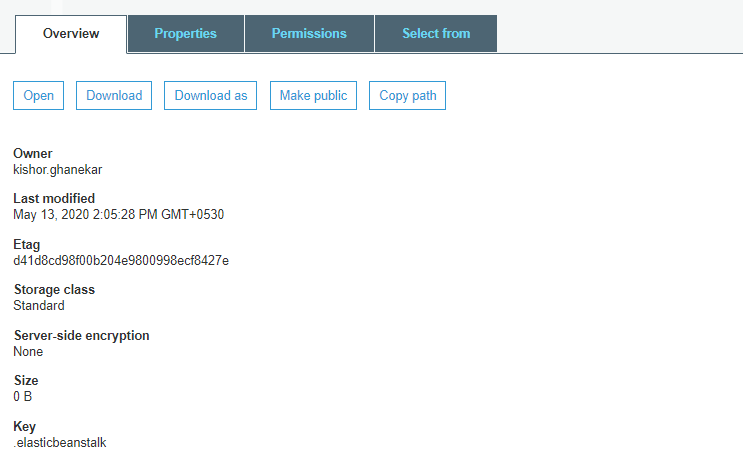 Overview Properties Permissions Select from
Open Download Download as Make public Copy path
Owner
kishor.ghanekar
Last modified
May 13, 2020 2:05:28 PM GMT+0530
Etag
d41d8cd98f00b204e9800998ecf8427e
Storage class
Standard
Server-side encryption
None
Size
0 B
Key
.elasticbeanstalk